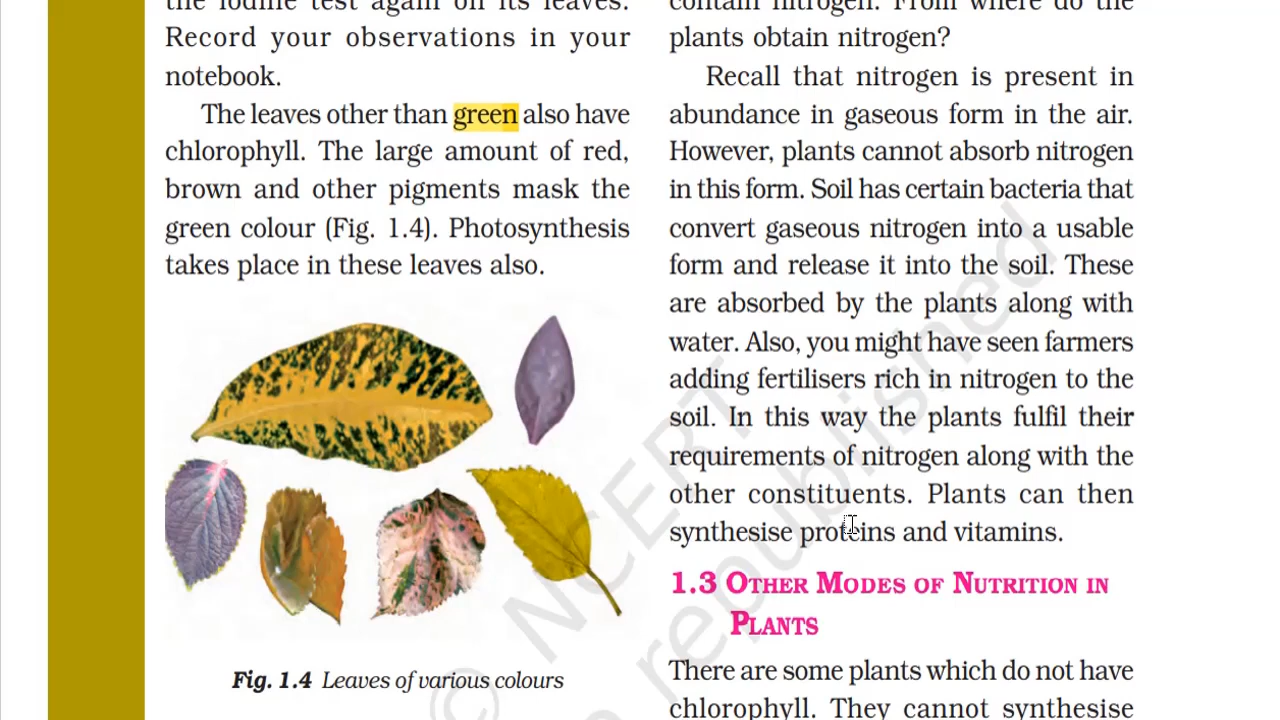 the iodine test again on its leaves.
Record your observations in your
notebook.
The leaves other than green also have
chlorophyll. The large amount of red,
brown and other pigments mask the
green colour (Fig. 1.4). Photosynthesis
takes place in these leaves also.
Fig. 1.4 Leaves of various colours
contain nitrogen. From where do the
plants obtain nitrogen?
Recall that nitrogen is present in
abundance in gaseous form in the air.
However, plants cannot absorb nitrogen
in this form. Soil has certain bacteria that
convert gaseous nitrogen into a usable
form and release it into the soil. These
are absorbed by the plants along with
water. Also, you might have seen farmers
adding fertilisers rich in nitrogen to the
soil. In this way the plants fulfil their
requirements of nitrogen along with the
other constituents. Plants can then
synthesise proteins and vitamins.
1.3 OTHER MODES OF NUTRITION IN
PLANTS
There are some plants which do not have
chlorophyll. They cannot synthesise
© NCERT
be republished